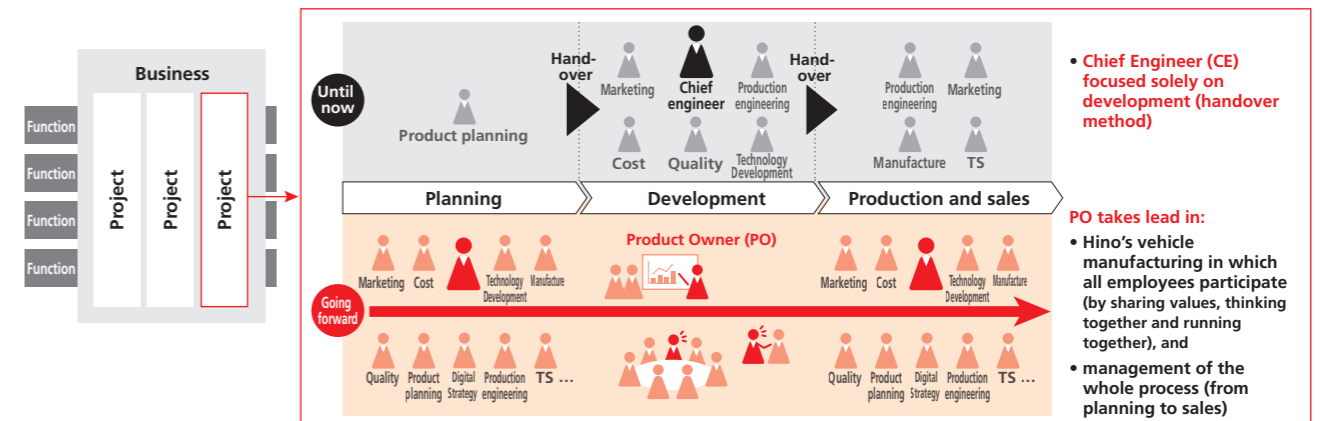 Business
Function
Function
Function
Function
Project
Project
Project
Until
now
Product planning
Hand-
over
Marketing
Chief
engineer
Production
engineering
Cost
Quality
Technology
Development
Hand-
over
Production
engineering
Marketing
Manufacture
TS
• Chief Engineer (CE)
focused solely on
development (handover
method)
Planning
Development
Production and sales
Going
forward
Marketing
Cost
Technology
Development
Manufacture
Quality
Product
planning
Digital
Strategy
Production
engineering
TS ...
Product Owner (PO)
Marketing
Cost
Technology
Development
Manufacture
Quality
Product
planning
Digital
Strategy
Production
engineering
TS ...
PO takes lead in:
• Hino’s vehicle
manufacturing in which
all employees participate
(by sharing values, thinking
together and running
together), and
• management of the
whole process (from
planning to sales)